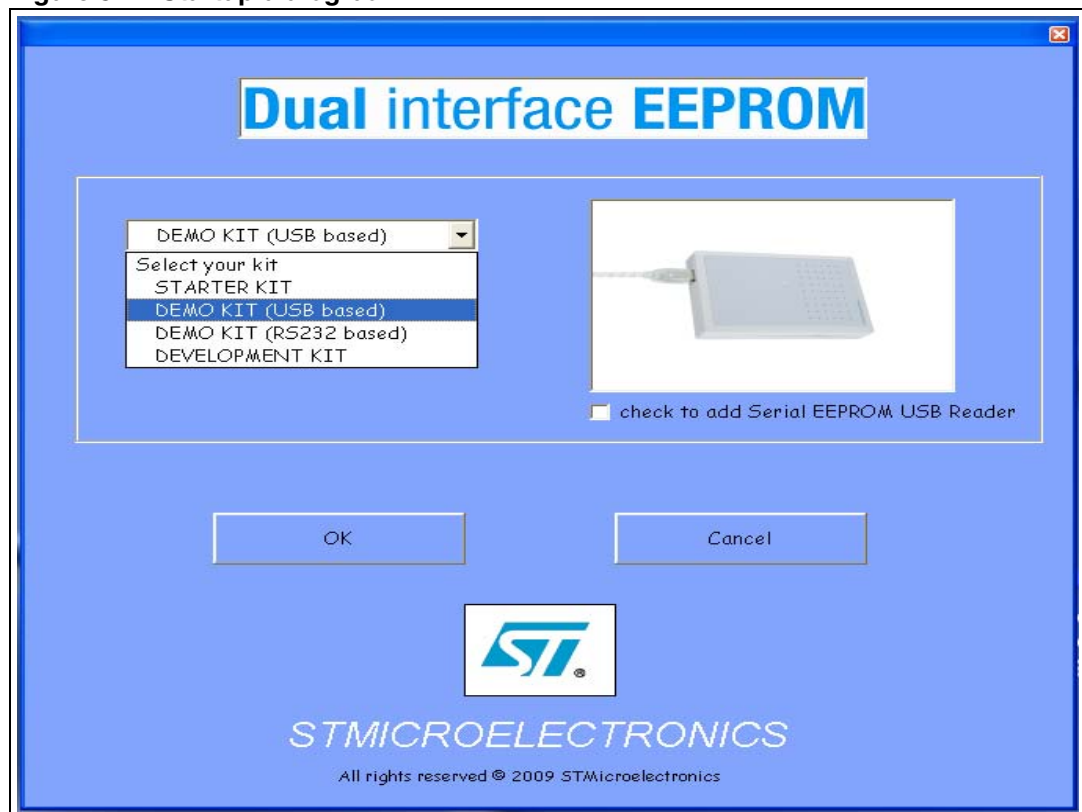 Dual interface EEPROM
DEMO KIT (USB based)
Select your kit
STARTER KIT
DEMO KIT (USB based)
DEMO KIT (RS232 based)
DEVELOPMENT KIT
check to add Serial EEPROM USB Reader
OK
Cancel
ST®
STMICROELECTRONICS
All rights reserved © 2009 STMicroelectronics